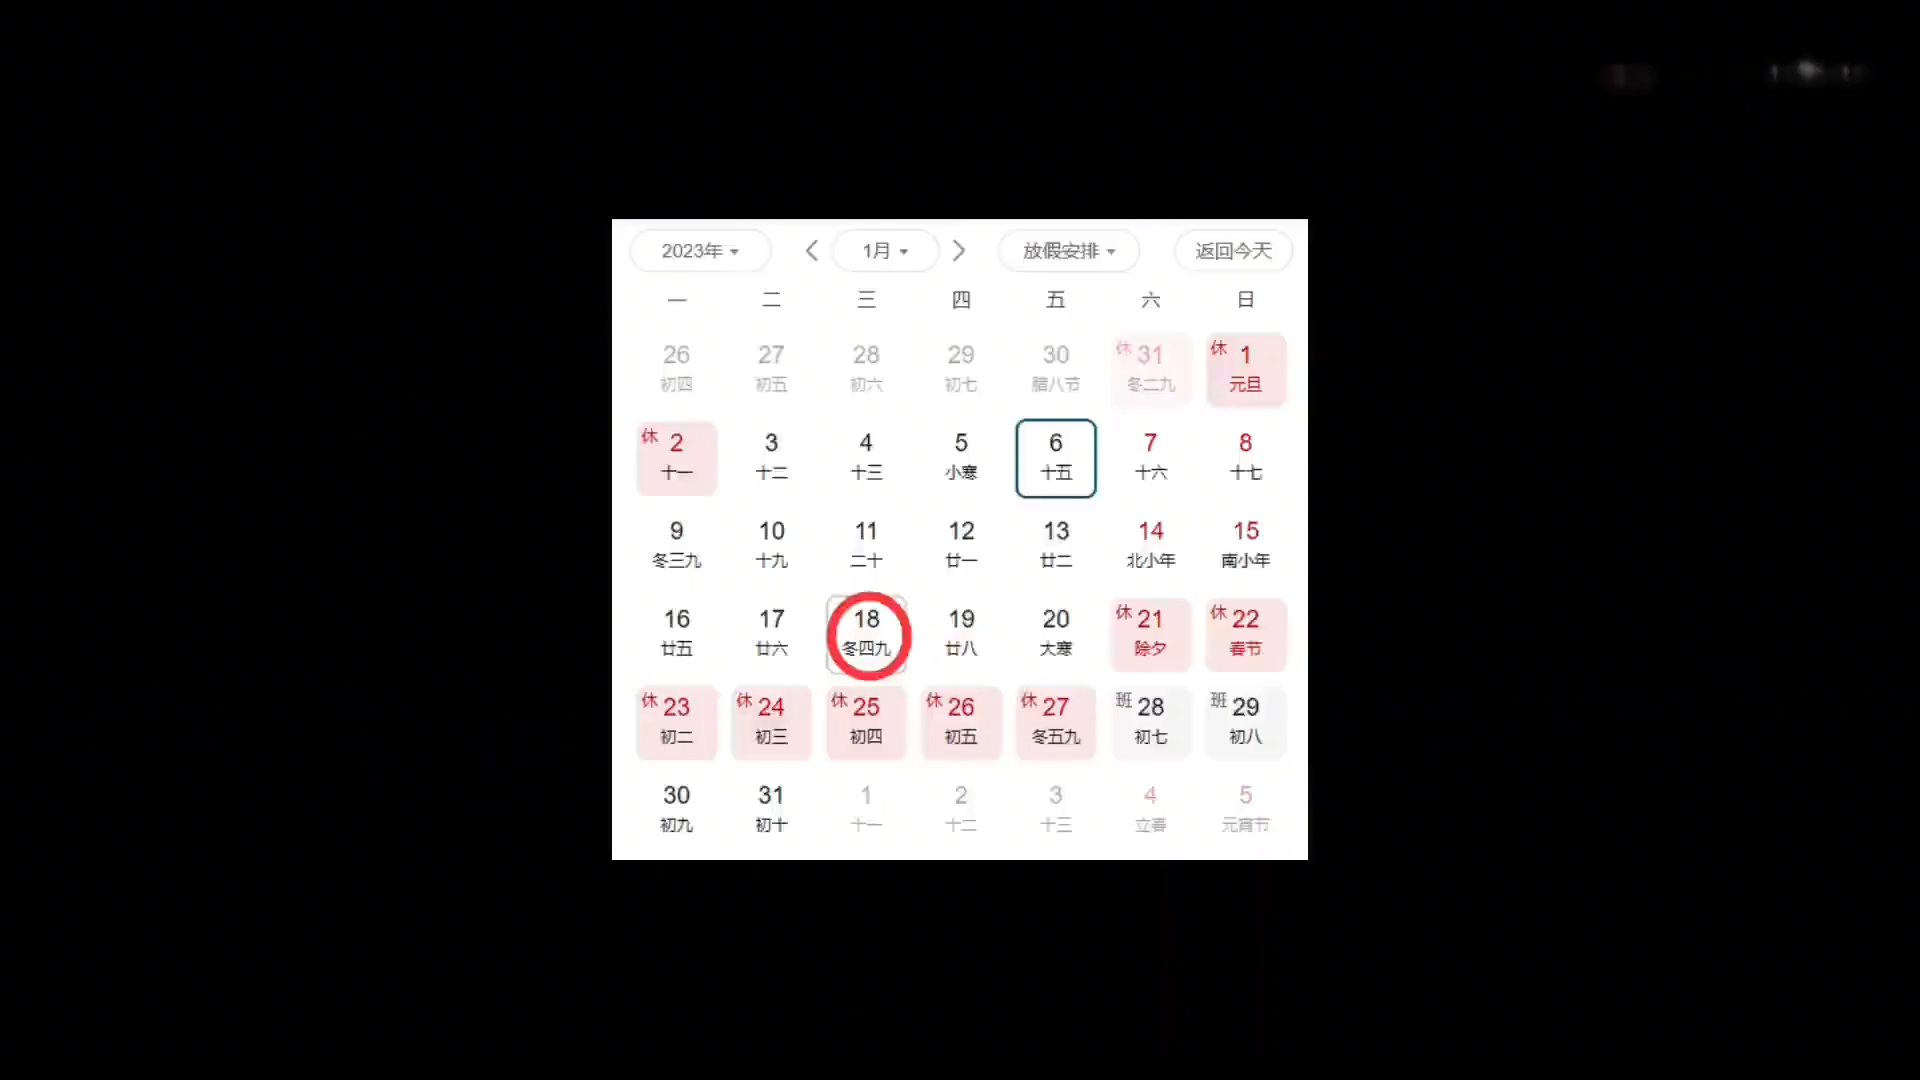 2023年 1月 放假安排 返回今天
一 二 三 四 五 六 日
26 27 28 29 30 休 31 休 1
初四 初五 初六 初七 腊八节 冬二九 元旦
休 2 3 4 5 6 7 8
十一 十二 十三 小寒 十五 十六 十七
9 10 11 12 13 14 15
冬三九 十九 二十 廿一 廿二 北小年 南小年
16 17 18 19 20 休 21 休 22
廿五 廿六 冬四九 廿八 大寒 除夕 春节
休 23 休 24 休 25 休 26 休 27 班 28 班 29
初二 初三 初四 初五 冬五九 初七 初八
30 31 1 2 3 4 5
初九 初十 十一 十二 十三 立春 元宵节